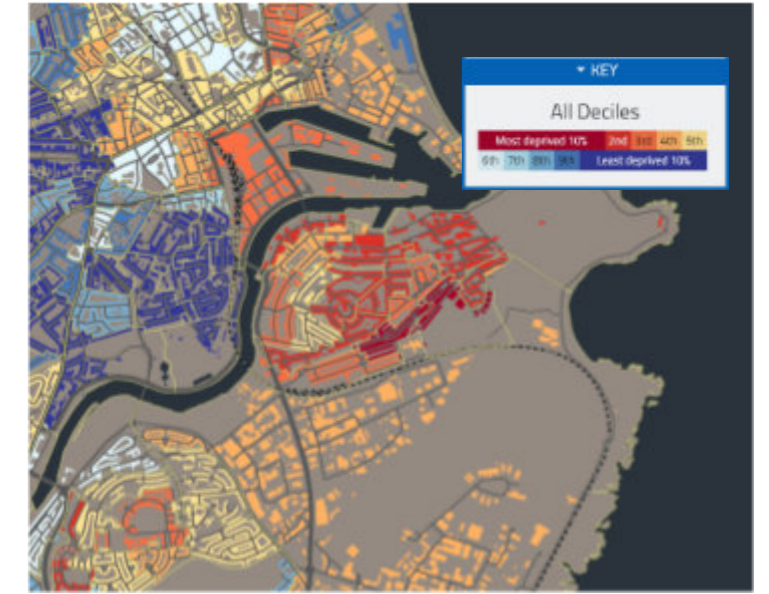 KEY
All Deciles
Most deprived 10% 2nd 3rd 4th 5th
6th 7th 8th 9th Least deprived 10%